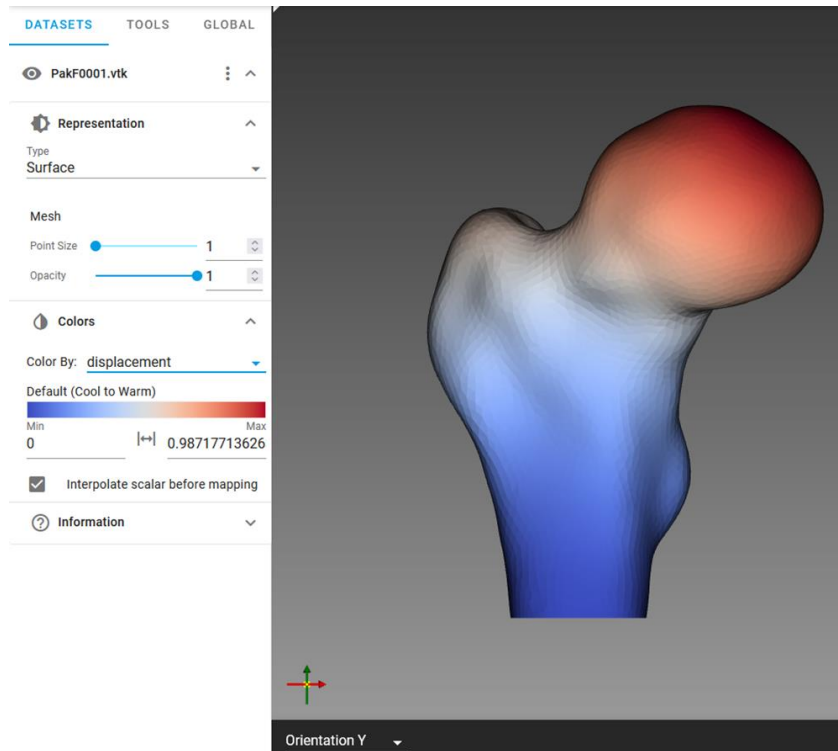 DATASETS TOOLS GLOBAL
PakF0001.vtk
Representation
Type
Surface
Mesh
Point Size 1
Opacity 1
Colors
Color By: displacement
Default (Cool to Warm)
Min Max
0 0.98717713626
Interpolate scalar before mapping
Information
Orientation Y